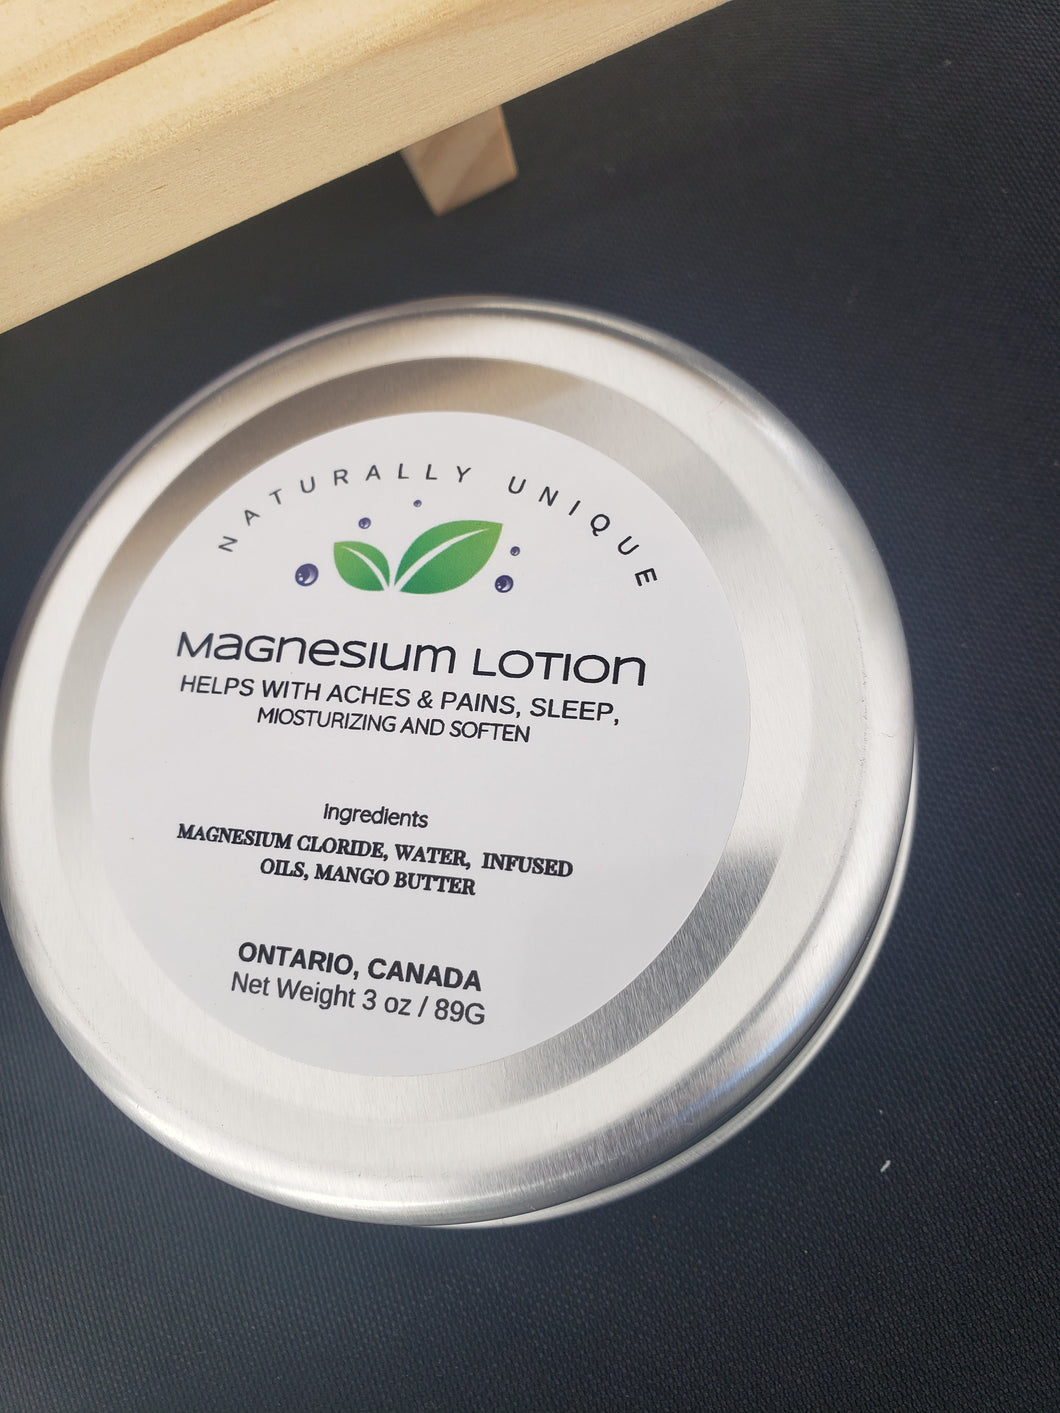 NATURALLY UNIQUE
Magnesium Lotion
HELPS WITH ACHES & PAINS, SLEEP,
MIOSTURIZING AND SOFTEN
Ingredients
MAGNESIUM CLORIDE, WATER, INFUSED
OILS, MANGO BUTTER
ONTARIO, CANADA
Net Weight 3 oz / 89G